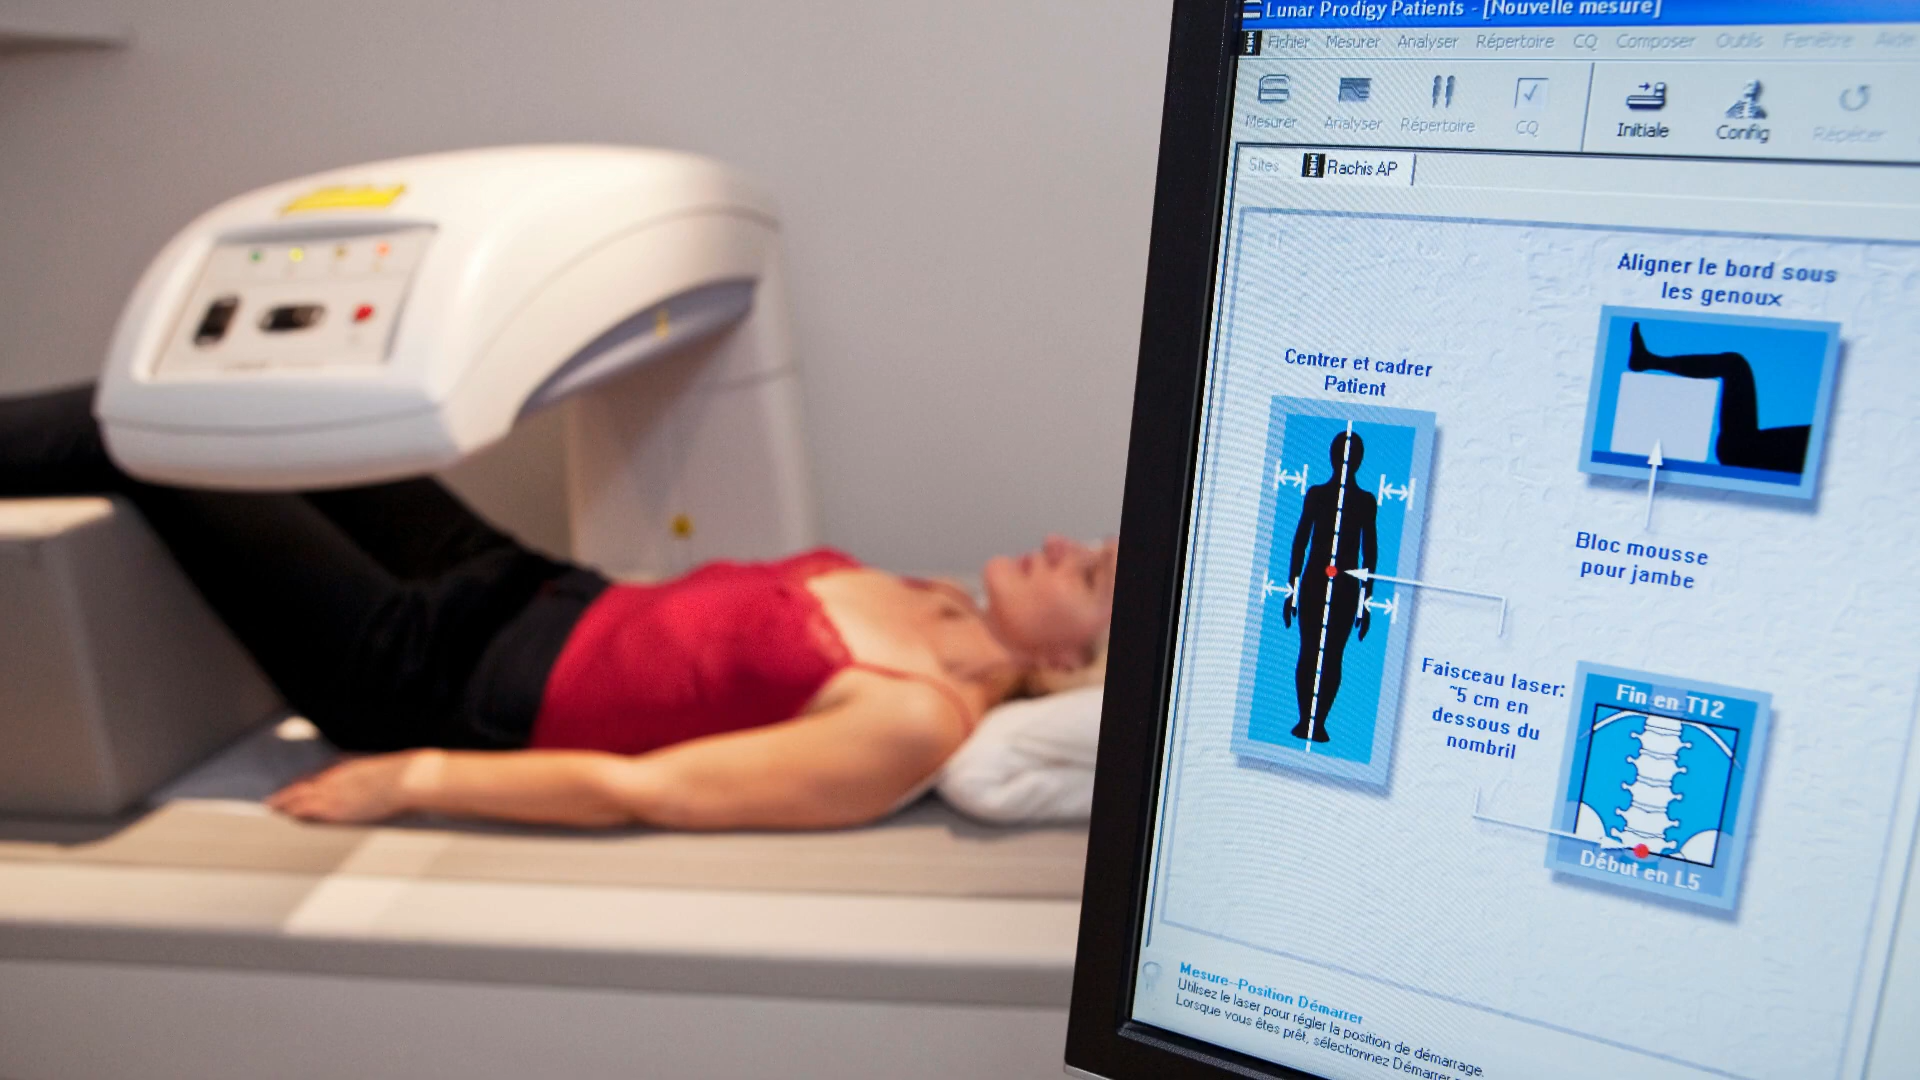 Lunar Prodigy Patients - [Nouvelle mesure]
Fichier Mesurer Analyser Répertoire CQ Composer Outils Fenêtre Aide
Mesurer Analyser Répertoire CQ Initiale Config Répéter
Sites Rachis AP
Aligner le bord sous
les genoux
Centrer et cadrer
Patient
Bloc mousse
pour jambe
Faisceau laser:
~5 cm en
dessous du
nombril
Fin en T12
Début en L5
Mesure--Position Démarrer
Utilisez le laser pour régler la position de démarrage.
Lorsque vous êtes prêt, sélectionnez Démarrer